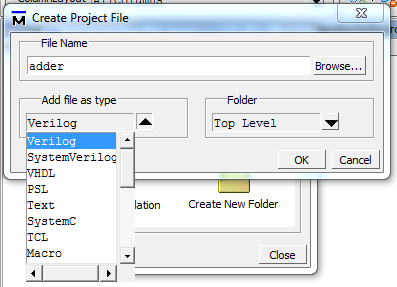 Create Project File
File Name
adder
Browse...
Add file as type
Folder
Verilog
Top Level
Verilog
SystemVerilog
VHDL
PSL
Text
SystemC
TCL
Macro
OK
Cancel
Create New Folder
Close